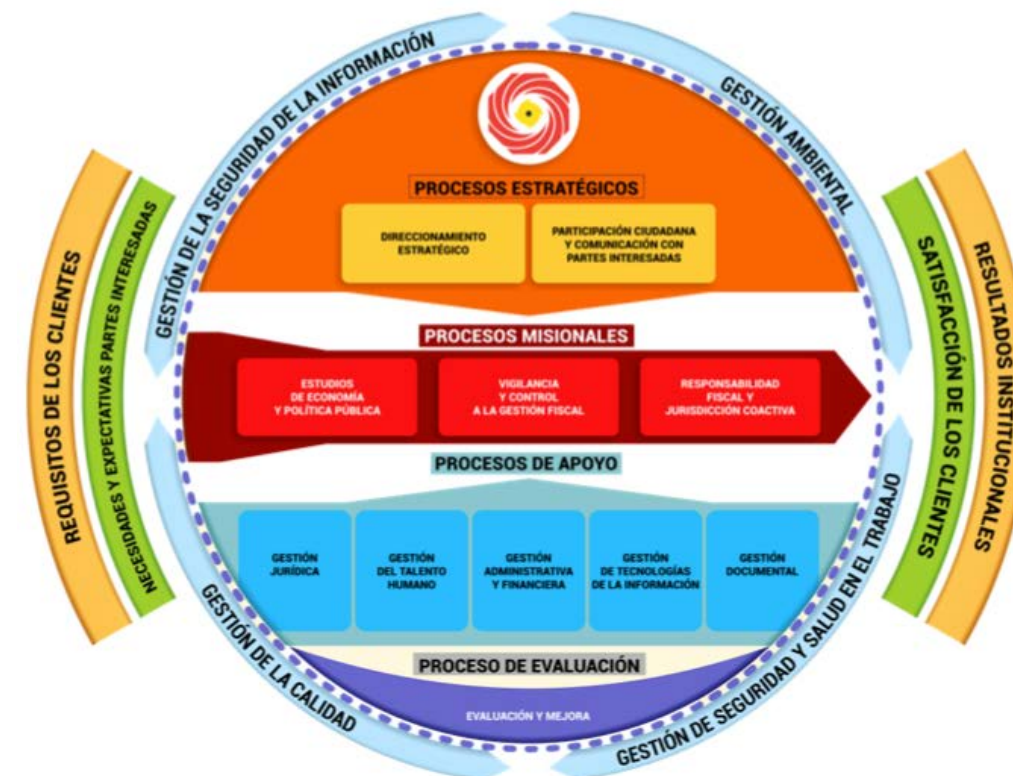 GESTIÓN DE LA SEGURIDAD DE LA INFORMACIÓN
GESTIÓN AMBIENTAL
REQUISITOS DE LOS CLIENTES
NECESIDADES Y EXPECTATIVAS PARTES INTERESADAS
PROCESOS ESTRATÉGICOS
DIRECCIONAMIENTO
ESTRATÉGICO
PARTICIPACIÓN CIUDADANA
Y COMUNICACIÓN CON
PARTES INTERESADAS
PROCESOS MISIONALES
ESTUDIOS
DE ECONOMÍA
Y POLÍTICA PÚBLICA
VIGILANCIA
Y CONTROL
A LA GESTIÓN FISCAL
RESPONSABILIDAD
FISCAL Y
JURISDICCIÓN COACTIVA
PROCESOS DE APOYO
GESTIÓN
JURÍDICA
GESTIÓN
DEL TALENTO
HUMANO
GESTIÓN
ADMINISTRATIVA
Y FINANCIERA
GESTIÓN
DE TECNOLOGÍAS
DE LA INFORMACIÓN
GESTIÓN
DOCUMENTAL
PROCESO DE EVALUACIÓN
EVALUACIÓN Y MEJORA
GESTIÓN DE LA CALIDAD
GESTIÓN DE SEGURIDAD Y SALUD EN EL TRABAJO
SATISFACCIÓN DE LOS CLIENTES
RESULTADOS INSTITUCIONALES